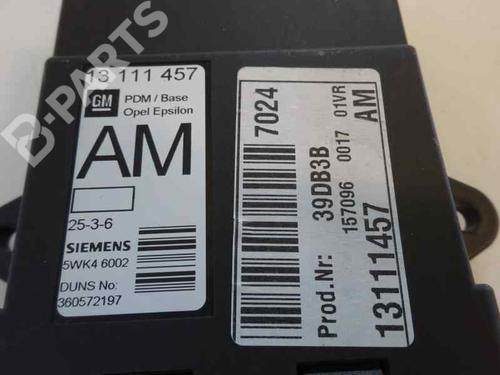 B-PARTS
13 111 457
GM
PDM / Base
Opel Epsilon
AM
25-3-6
SIEMENS
5WK4 6002
DUNS No:
360572197
7024
Prod.Nr: 39DB3B
157096 0017 01VR
13111457 AM